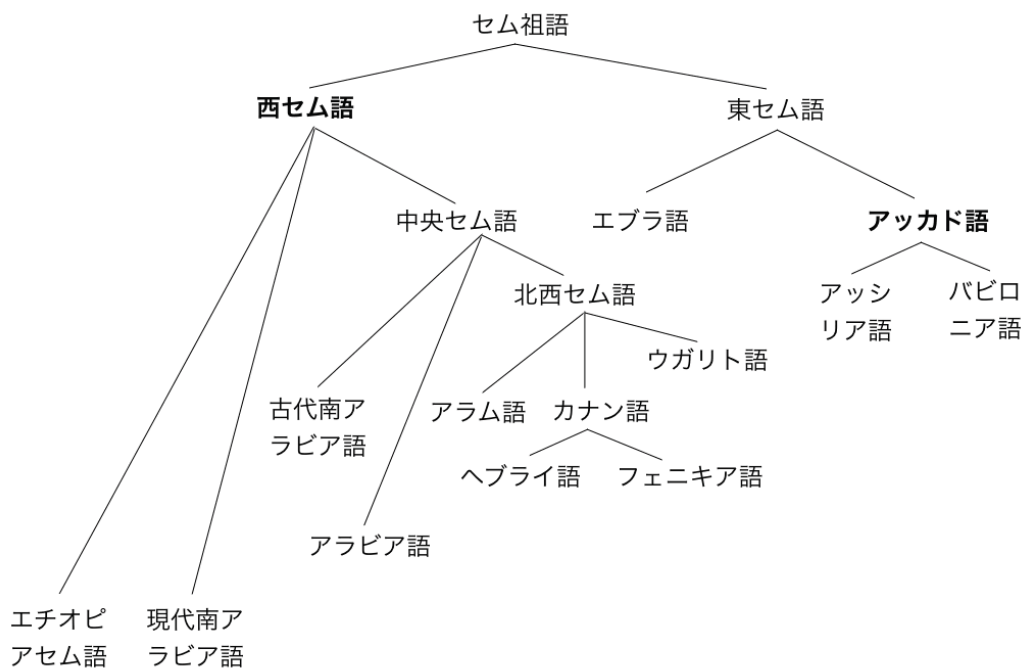 セム祖語
西セム語
東セム語
中央セム語
エブラ語
アッカド語
北西セム語
アッシ
リア語
バビロ
ニア語
ウガリト語
古代南ア
ラビア語
アラム語
カナン語
ヘブライ語
フェニキア語
アラビア語
エチオピ
アセム語
現代南ア
ラビア語